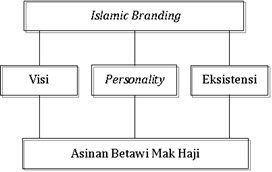 Islamic Branding
Visi
Personality
Eksistensi
Asinan Betawi Mak Haji